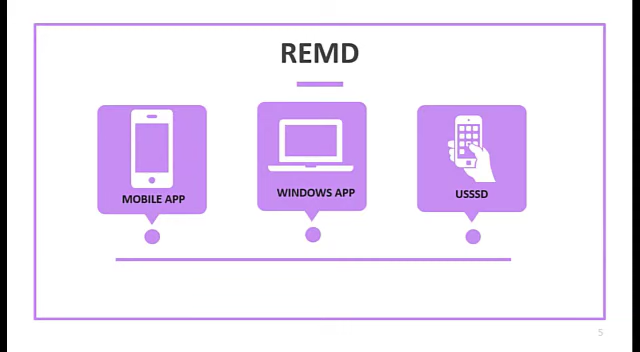 REMD
MOBILE APP
WINDOWS APP
USSSD
5